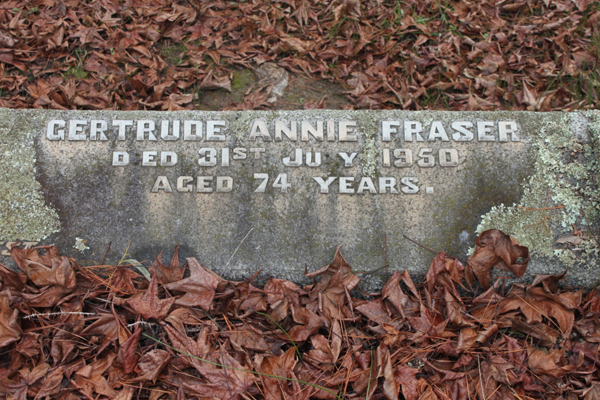 GERTRUDE ANNIE FRASER
D ED 31ST JU Y 1950
AGED 74 YEARS.